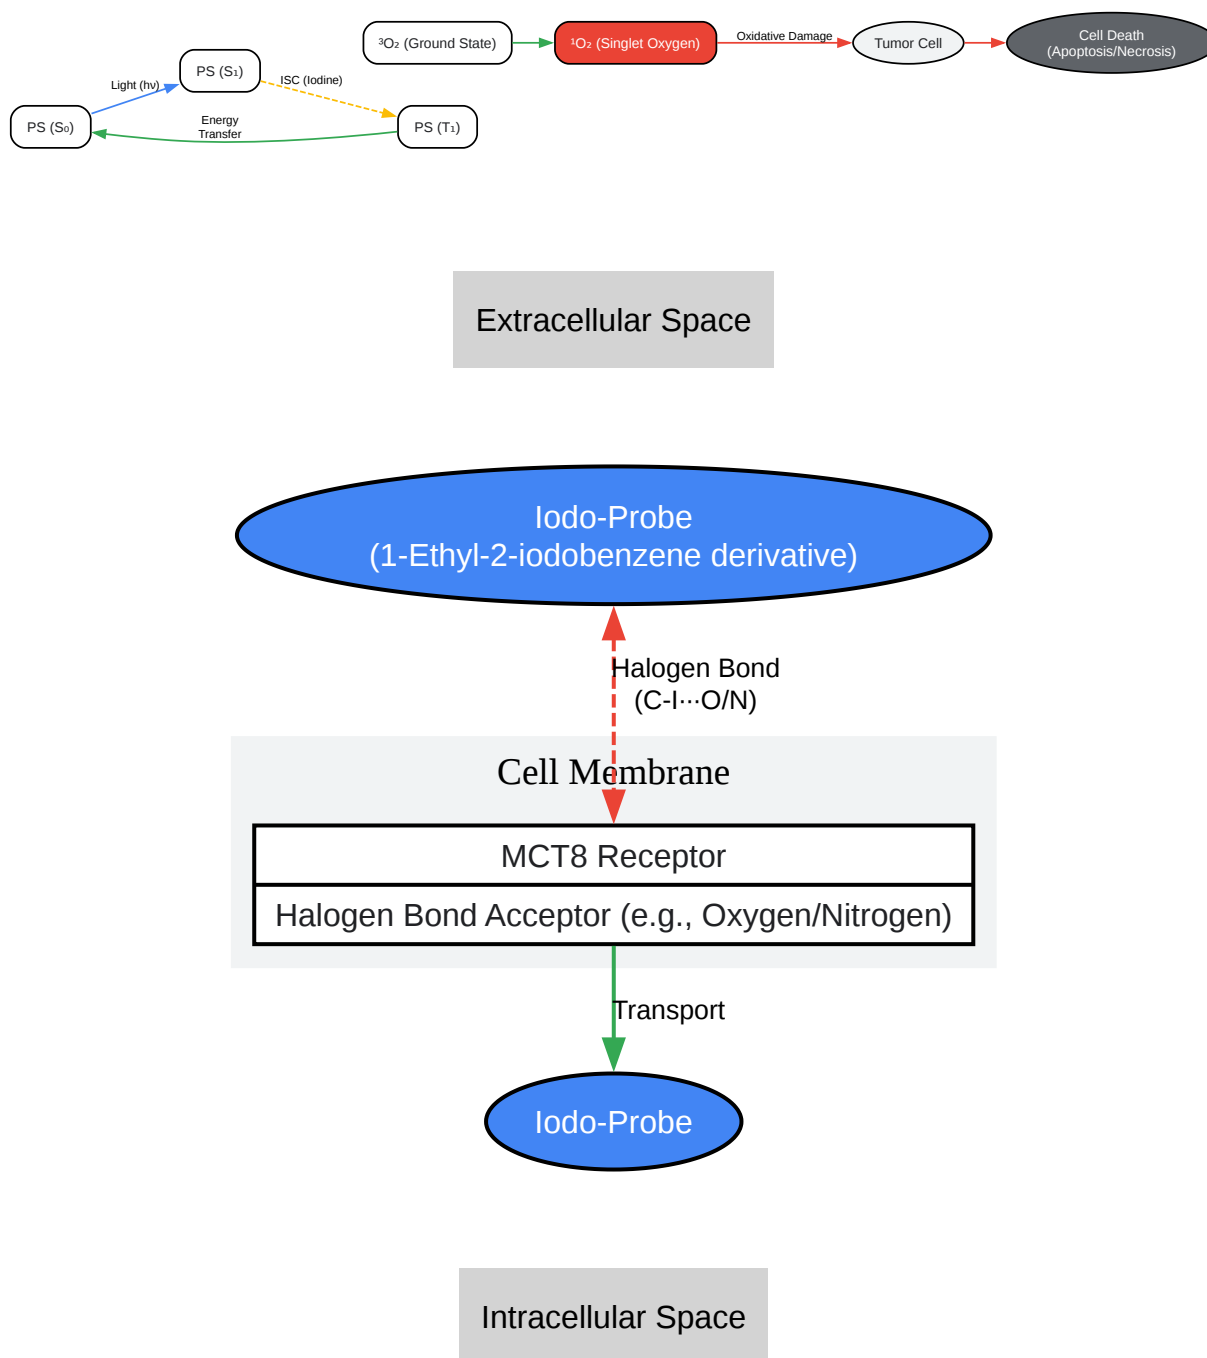 ³O₂ (Ground State)
¹O₂ (Singlet Oxygen)
Oxidative Damage
Tumor Cell
Cell Death
(Apoptosis/Necrosis)
PS (S₁)
Light (hν)
ISC (Iodine)
PS (S₀)
Energy
Transfer
PS (T₁)
Extracellular Space
Iodo-Probe
(1-Ethyl-2-iodobenzene derivative)
Halogen Bond
(C-I···O/N)
Cell Membrane
MCT8 Receptor
Halogen Bond Acceptor (e.g., Oxygen/Nitrogen)
Transport
Iodo-Probe
Intracellular Space